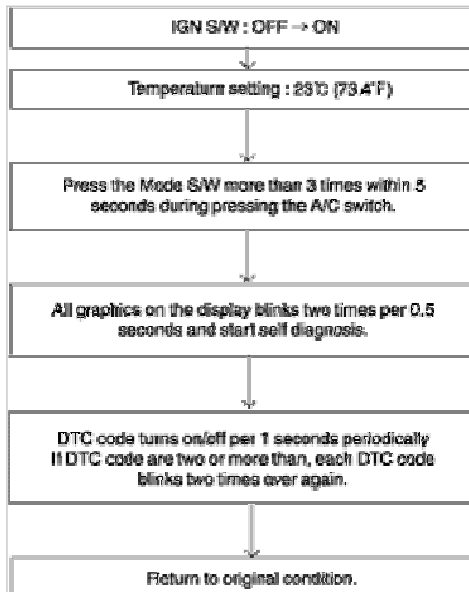 IGN S/W : OFF → ON
Temperature setting : 23℃ (73.4℉)
Press the Mode S/W more than 3 times within 5
seconds during pressing the A/C switch.
All graphics on the display blinks two times per 0.5
seconds and start self diagnosis.
DTC code turns on/off per 1 seconds periodically
If DTC code are two or more than, each DTC code
blinks two times over again.
Return to original condition.